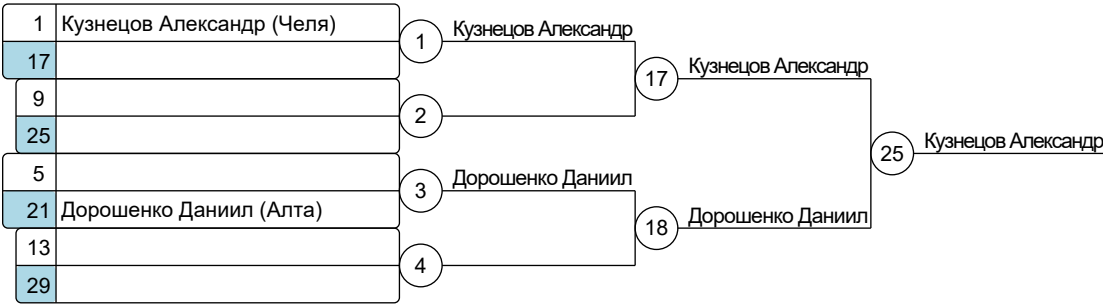 1 Кузнецов Александр (Челя)
17
9
25
5
21 Дорошенко Даниил (Алта)
13
29
1 Кузнецов Александр
2
3 Дорошенко Даниил
4
17 Кузнецов Александр
18 Дорошенко Даниил
25 Кузнецов Александр